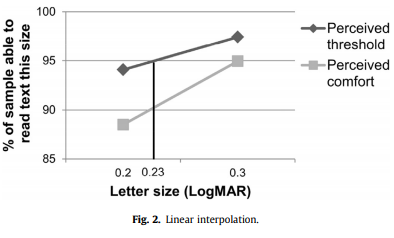 100
95
90
85
% of sample able to
read text this size
0.2 0.23 0.3
Letter size (LogMAR)
Perceived
threshold
Perceived
comfort
Fig. 2. Linear interpolation.